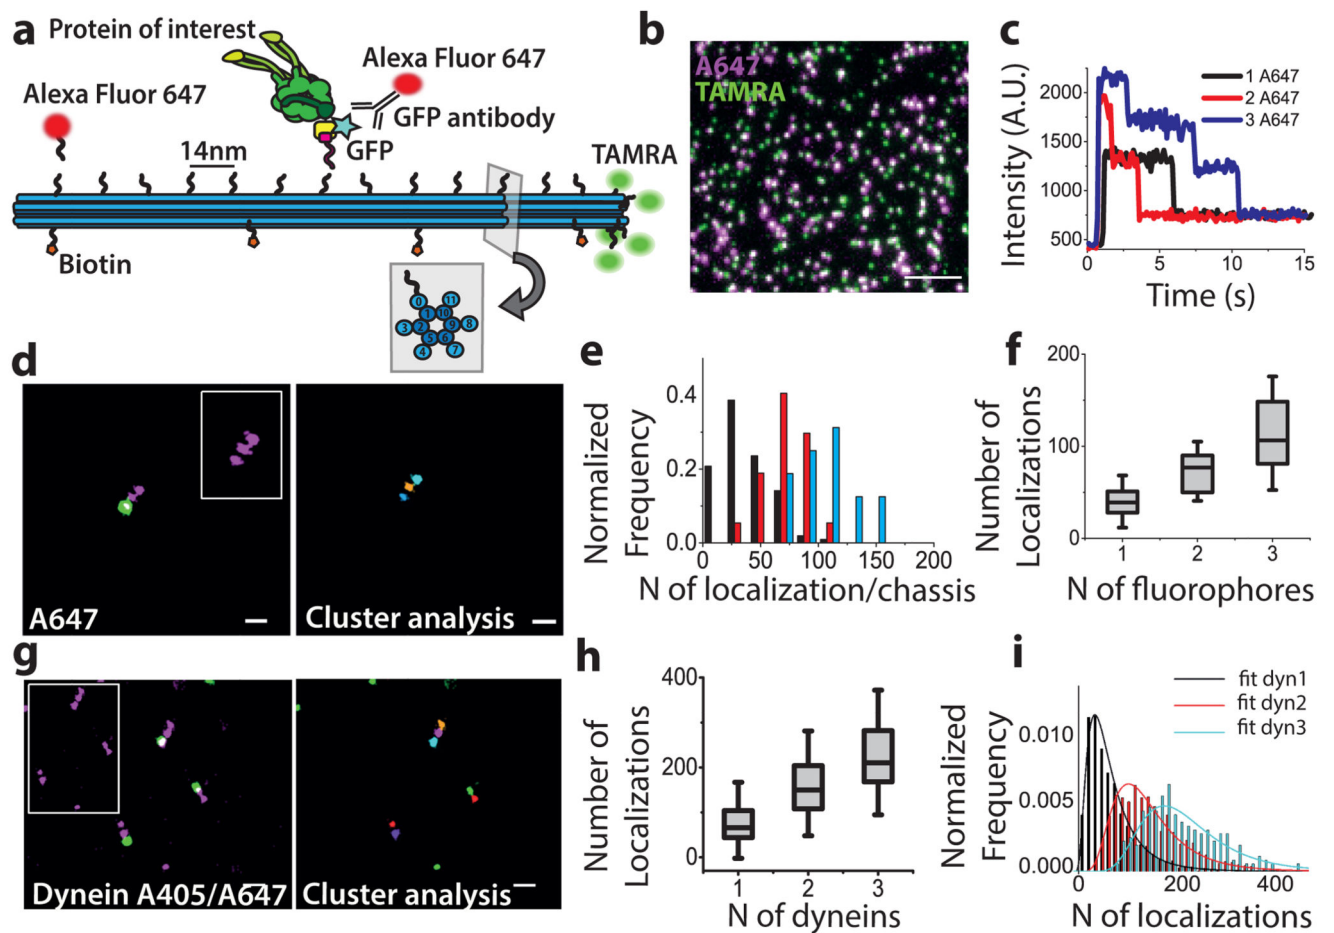 a
Protein of interest
Alexa Fluor 647
Alexa Fluor 647
GFP antibody
GFP
14nm
TAMRA
Biotin
0
11
1
10
3
2
9
8
5
6
4
7
b
A647
TAMRA
c
Intensity (A.U.)
2000
1500
1000
500
0
5
10
15
Time (s)
1 A647
2 A647
3 A647
d
A647
Cluster analysis
e
Normalized
Frequency
0.4
0.2
0.0
0
50
100
150
200
N of localization/chassis
f
Number of
Localizations
200
100
0
1
2
3
N of fluorophores
g
Dynein A405/A647
Cluster analysis
h
Number of
Localizations
400
200
0
1
2
3
N of dyneins
i
Normalized
Frequency
0.010
0.005
0.000
0
200
400
N of localizations
fit dyn1
fit dyn2
fit dyn3